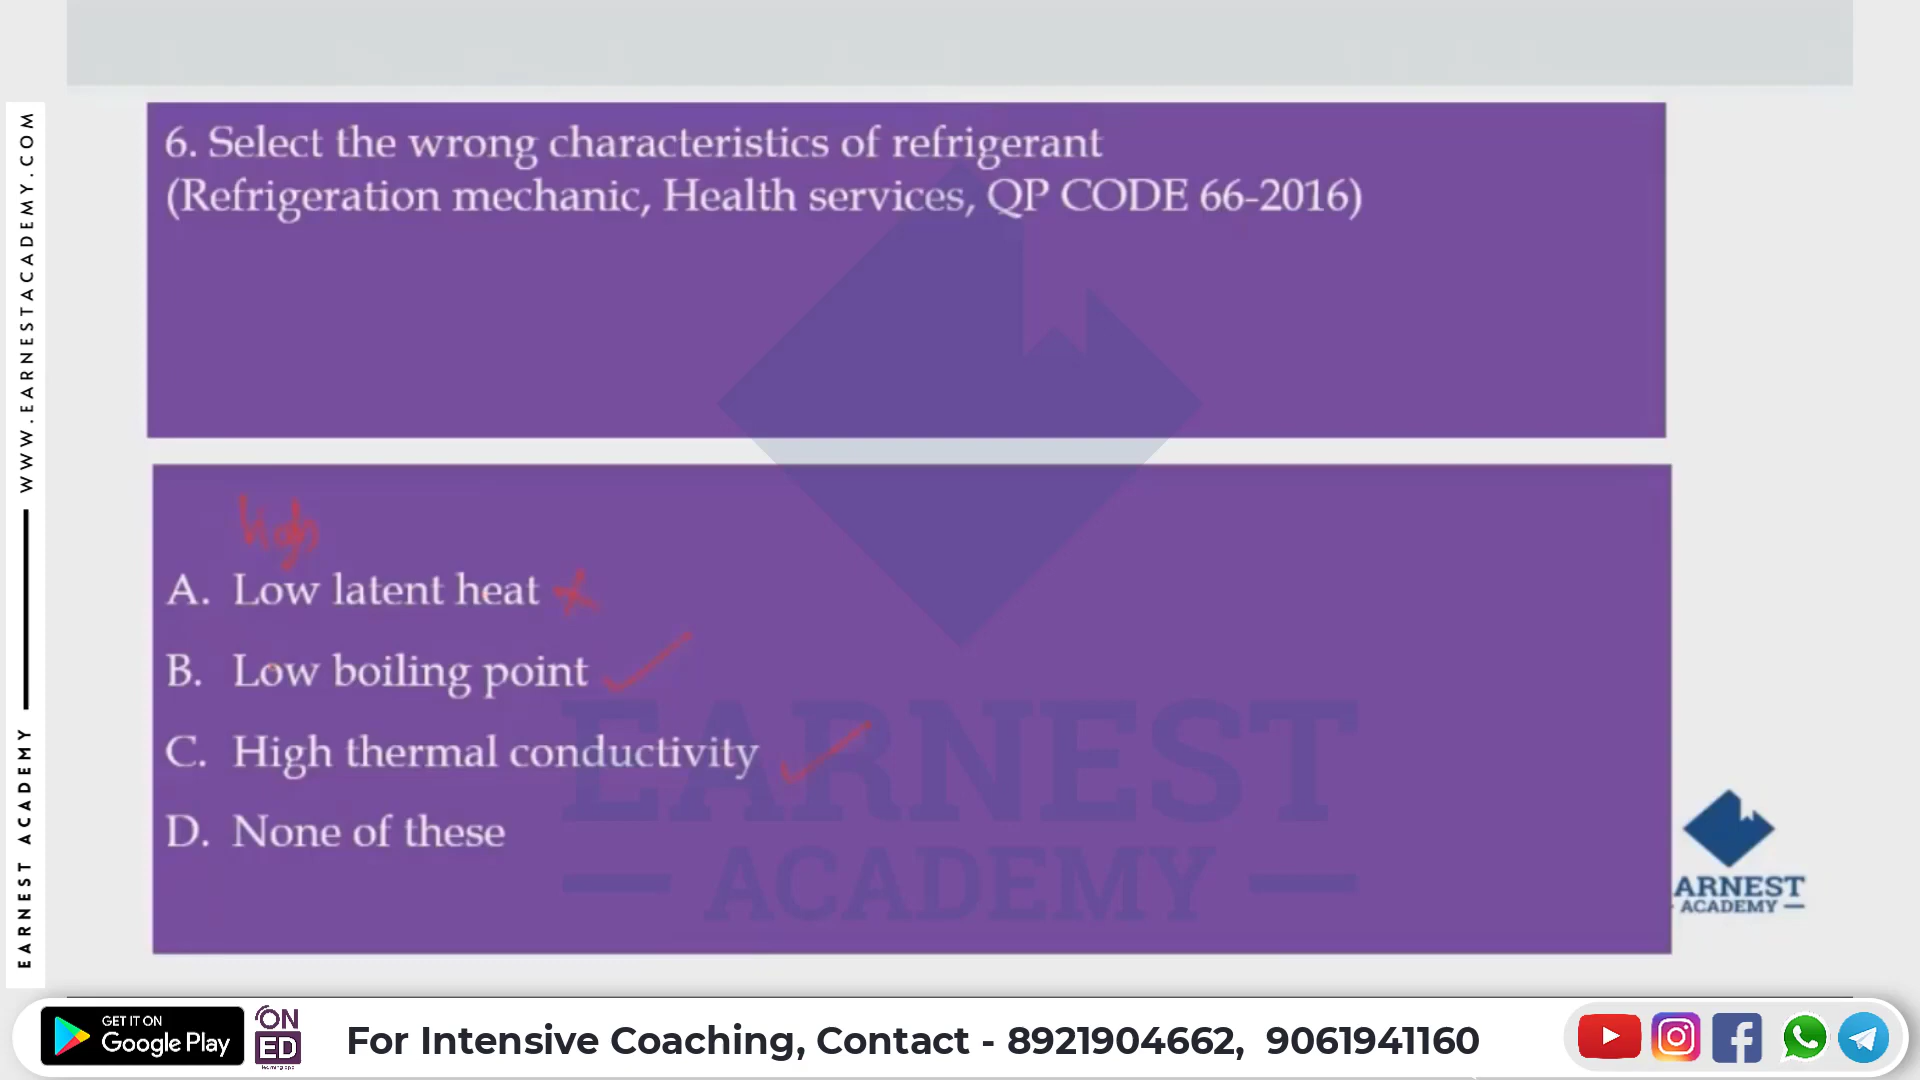 WWW.EARNESTACADEMY.COM
EARNEST ACADEMY
6. Select the wrong characteristics of refrigerant
(Refrigeration mechanic, Health services, QP CODE 66-2016)
high
A. Low latent heat
B. Low boiling point
C. High thermal conductivity
D. None of these
EARNEST
ACADEMY
ARNEST
ACADEMY
GET IT ON
Google Play
ON
ED
For Intensive Coaching, Contact - 8921904662, 9061941160